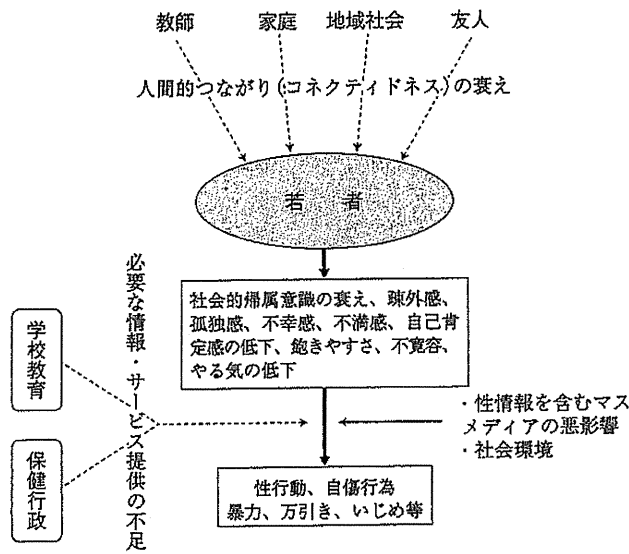 教師 家庭 地域社会 友人
人間的つながり(コネクティドネス)の衰え
若 者
社会的帰属意識の衰え、疎外感、
孤独感、不幸感、不満感、自己肯
定感の低下、飽きやすさ、不寛容、
やる気の低下
学校教育
保健行政
必要な情報・サービス提供の不足
・性情報を含むマス
メディアの悪影響
・社会環境
性行動、自傷行為
暴力、万引き、いじめ等